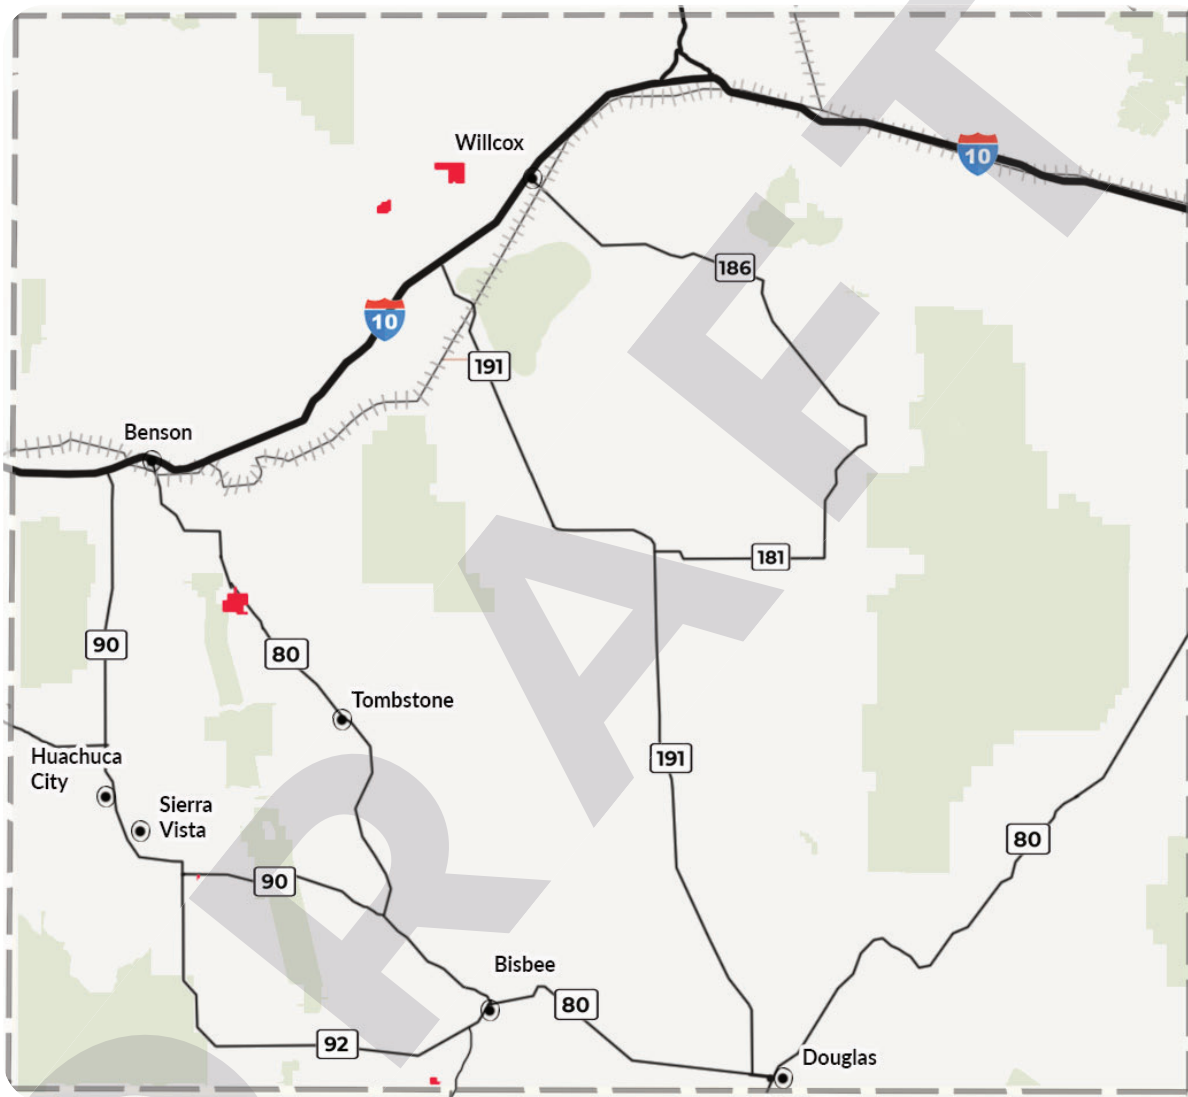 Willcox
10
186
10
191
Benson
181
90
80
Tombstone
191
Huachuca
City
Sierra
Vista
80
90
Bisbee
80
92
Douglas
DRAFT